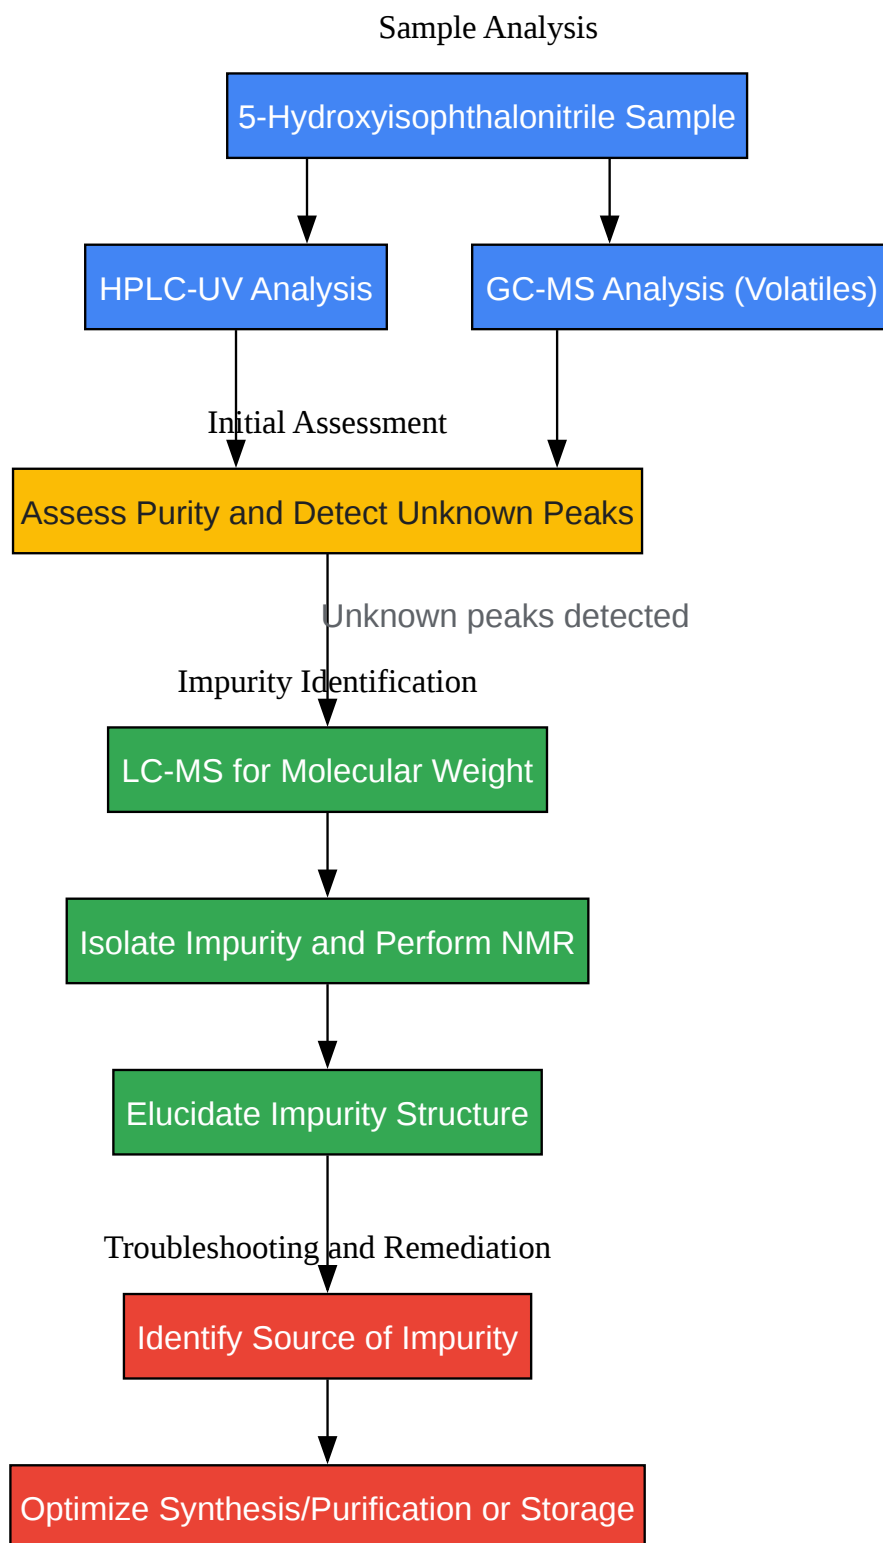 Sample Analysis
5-Hydroxyisophthalonitrile Sample
HPLC-UV Analysis
GC-MS Analysis (Volatiles)
Initial Assessment
Assess Purity and Detect Unknown Peaks
Unknown peaks detected
Impurity Identification
LC-MS for Molecular Weight
Isolate Impurity and Perform NMR
Elucidate Impurity Structure
Troubleshooting and Remediation
Identify Source of Impurity
Optimize Synthesis/Purification or Storage